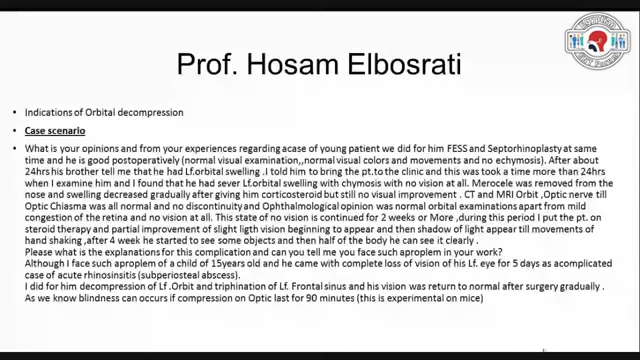 Prof. Hosam Elbosrati
• Indications of Orbital decompression
• Case scenario
• What is your opinions and from your experiences regarding acase of young patient we did for him FESS and Septorhinoplasty at same
time and he is good postoperatively (normal visual examination,,normal visual colors and movements and no echymosis). After about
24rhs his brother tell me that he had Lf.orbital swelling .I told him to bring the pt.to the clinic and this was took a time more than 24rhs
when I examine him and I found that he had sever Lf.orbital swelling with chymosis with no vision at all. Merocele was removed from the
nose and swelling decreased gradually after giving him corticosteroid but still no visual improvement . CT and MRI Orbit ,Optic nerve till
Optic Chiasma was all normal and no discontinuity and Ophthalmological opinion was normal orbital examinations apart from mild
congestion of the retina and no vision at all. This state of no vision is continued for 2 weeks or More ,during this period I put the pt. on
steroid therapy and partial improvement of slight ligth vision beginning to appear and then shadow of light appear till movements of
hand shaking ,after 4 week he started to see some objects and then half of the body he can see it clearly .
Please what is the explanations for this complication and can you tell me you face such aproplem in your work?
Although I face such aproplem of a child of 15years old and he came with complete loss of vision of his Lf. eye for 5 days as acomplicated
case of acute rhinosinsitis (subperiosteal abscess).
I did for him decompression of Lf .Orbit and triphination of Lf. Frontal sinus and his vision was return to normal after surgery gradually .
As we know blindness can occurs if compression on Optic last for 90 minutes (this is experimental on mice)